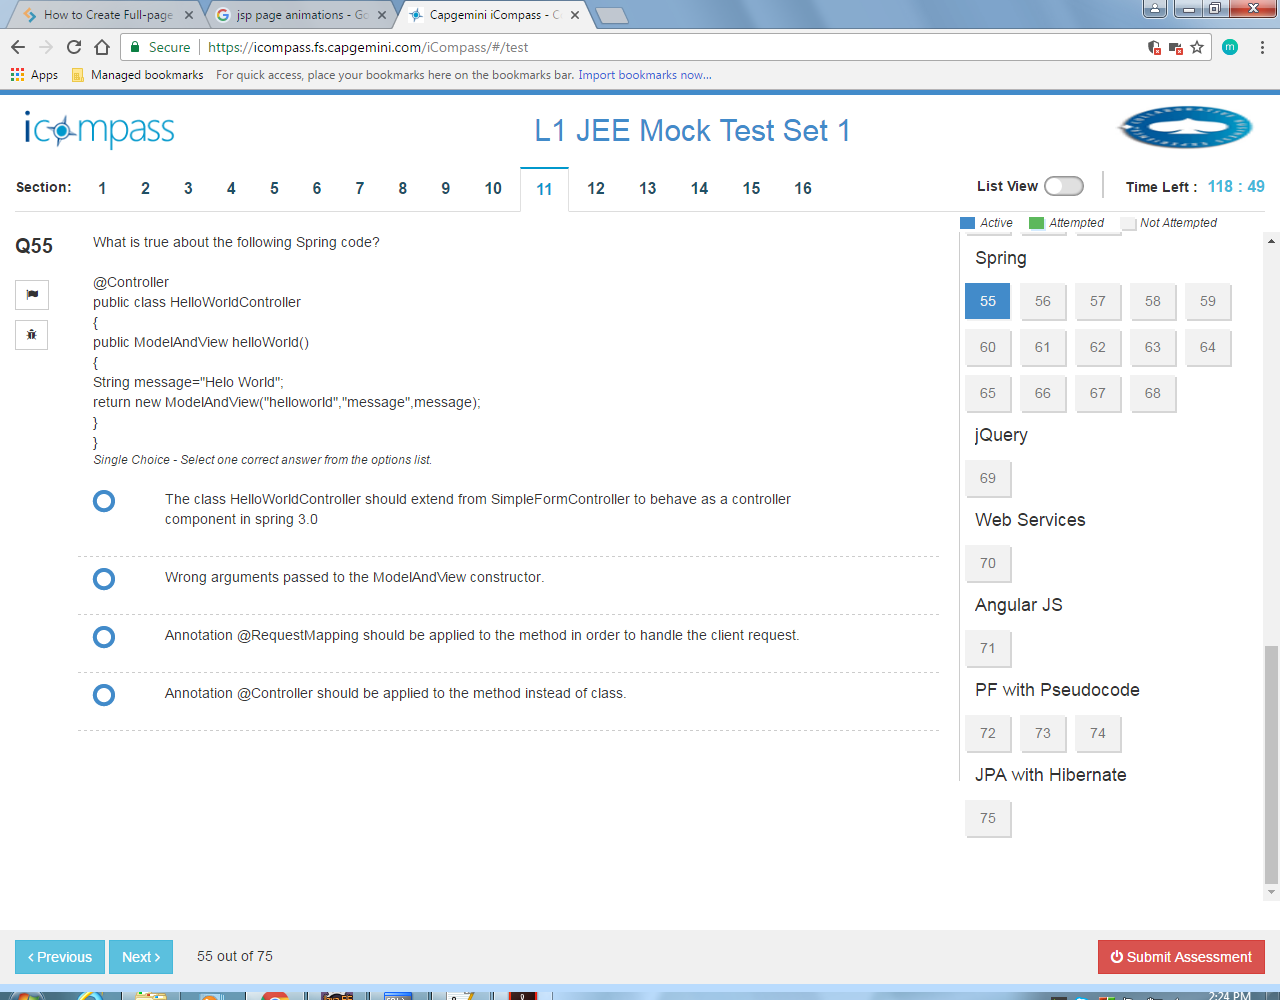 How to Create Full-page
jsp page animations - Go
Capgemini iCompass - C
Secure
https://icompass.fs.capgemini.com/iCompass/#/test
m
Apps
Managed bookmarks
For quick access, place your bookmarks here on the bookmarks bar. Import bookmarks now...
icompass
L1 JEE Mock Test Set 1
Section: 1 2 3 4 5 6 7 8 9 10 11 12 13 14 15 16
List View
Time Left : 118 : 49
Active Attempted Not Attempted
Q55
What is true about the following Spring code?
@Controller
public class HelloWorldController
{
public ModelAndView helloWorld()
{
String message="Helo World";
return new ModelAndView("helloworld","message",message);
}
}
Single Choice - Select one correct answer from the options list.
The class HelloWorldController should extend from SimpleFormController to behave as a controller
component in spring 3.0
Wrong arguments passed to the ModelAndView constructor.
Annotation @RequestMapping should be applied to the method in order to handle the client request.
Annotation @Controller should be applied to the method instead of class.
Spring
55 56 57 58 59
60 61 62 63 64
65 66 67 68
jQuery
69
Web Services
70
Angular JS
71
PF with Pseudocode
72 73 74
JPA with Hibernate
75
‹ Previous
Next ›
55 out of 75
Submit Assessment
2:24 PM